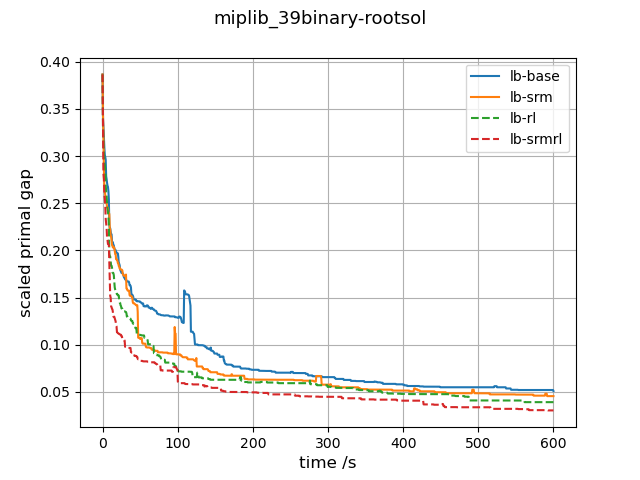 miplib_39binary-rootsol
0.40
0.35
0.30
0.25
0.20
0.15
0.10
0.05
scaled primal gap
lb-base
lb-srm
lb-rl
lb-srmrl
0 100 200 300 400 500 600
time /s